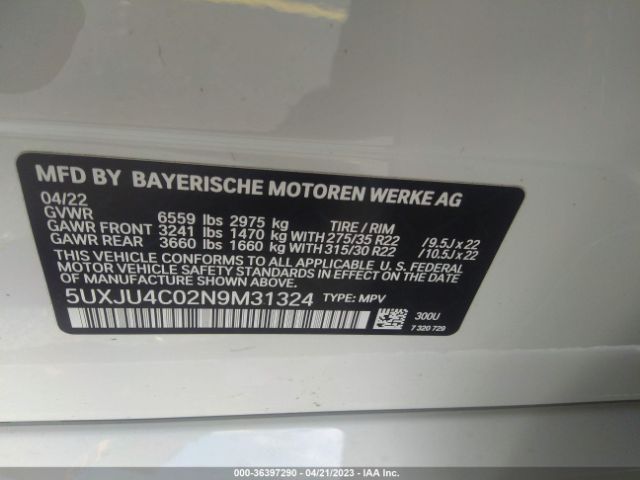 MFD BY BAYERISCHE MOTOREN WERKE AG
04/22
GVWR 6559 lbs 2975 kg TIRE / RIM
GAWR FRONT 3241 lbs 1470 kg WITH 275/35 R22 /9.5J x 22
GAWR REAR 3660 lbs 1660 kg WITH 315/30 R22 /10.5J x 22
THIS VEHICLE CONFORMS TO ALL APPLICABLE U.S. FEDERAL
MOTOR VEHICLE SAFETY STANDARDS IN EFFECT ON THE DATE
OF MANUFACTURE SHOWN ABOVE.
5UXJU4C02N9M31324 TYPE: MPV
300U
7 320 729
000-36397290 - 04/21/2023 - IAA Inc.